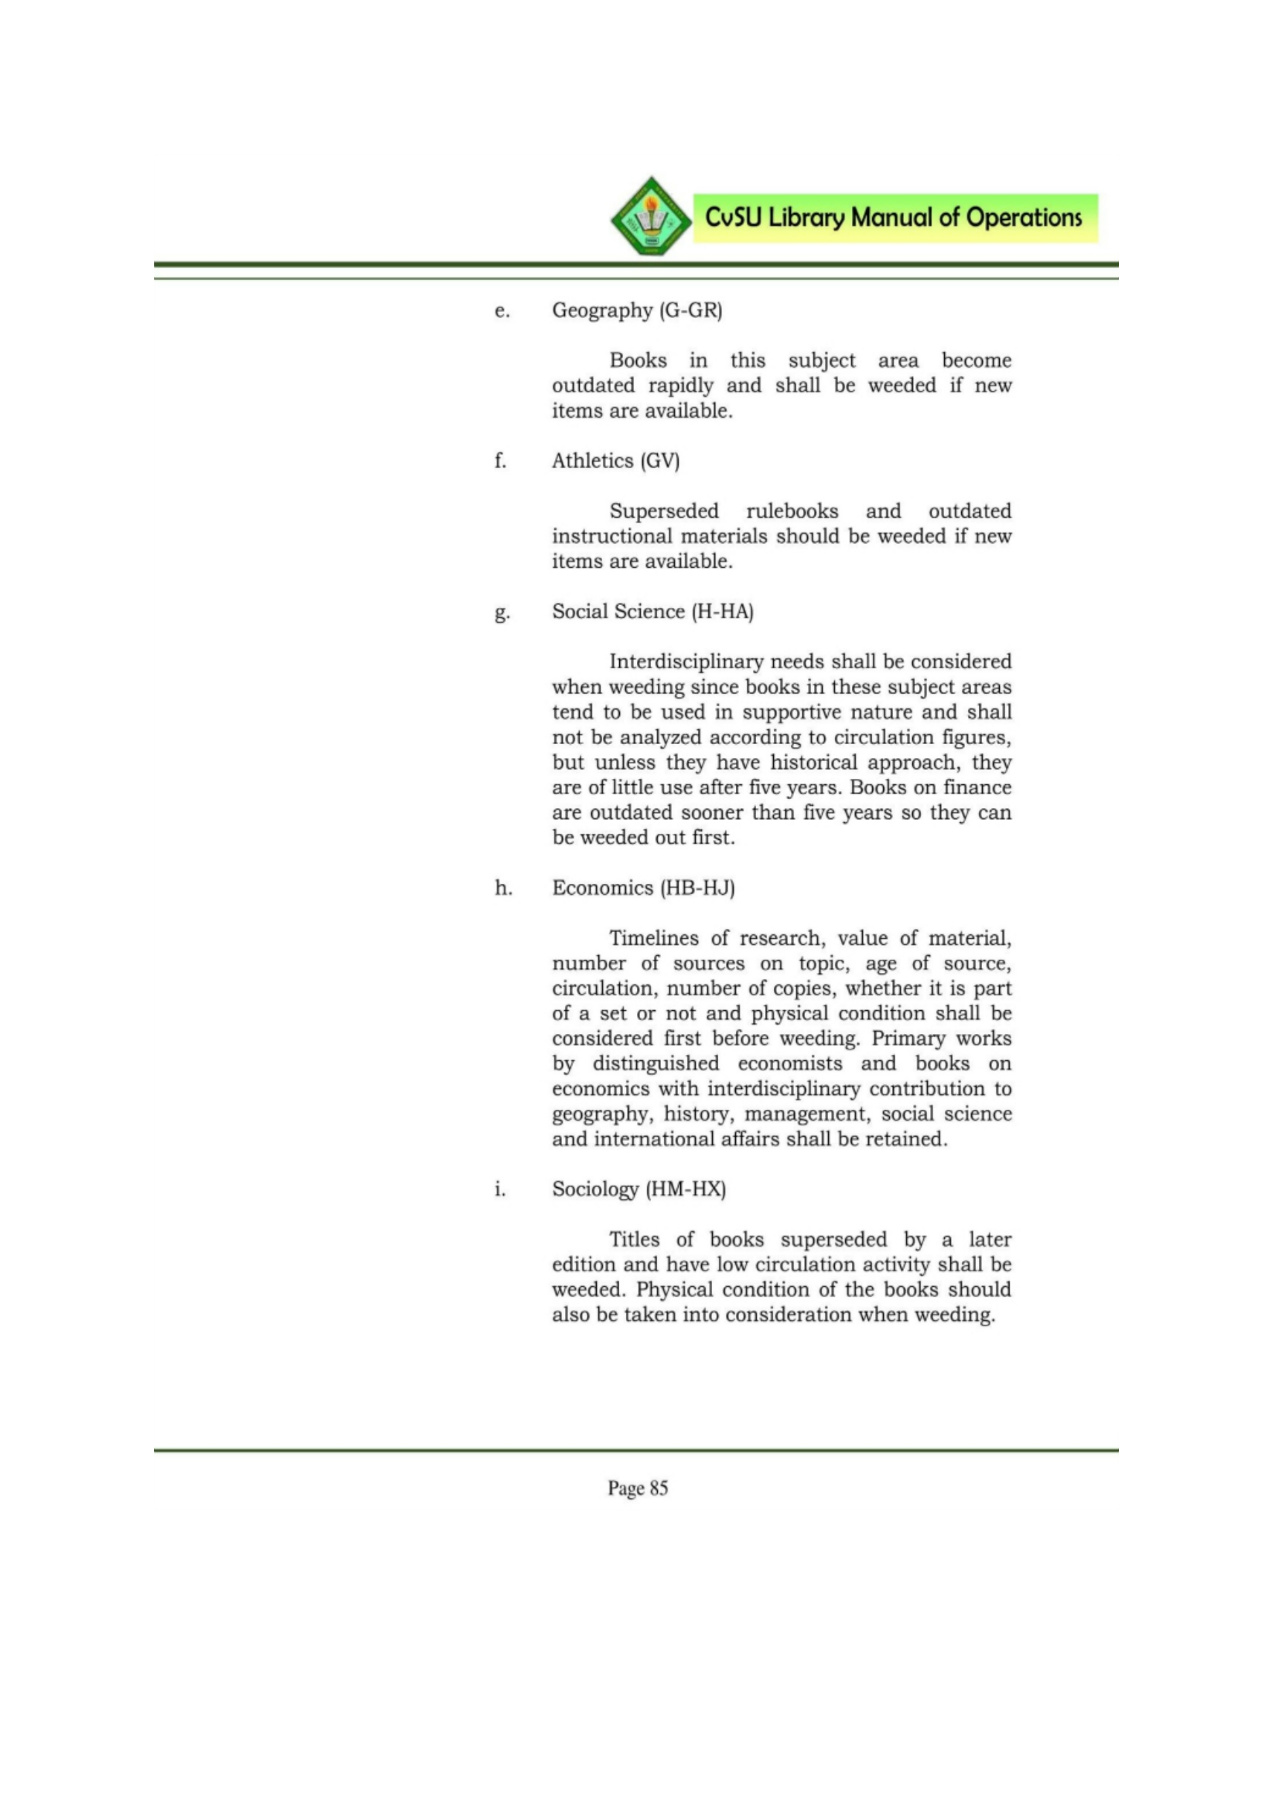 CvSU Library Manual of Operations
e. Geography (G-GR)
Books in this subject area become
outdated rapidly and shall be weeded if new
items are available.
f. Athletics (GV)
Superseded rulebooks and outdated
instructional materials should be weeded if new
items are available.
g. Social Science (H-HA)
Interdisciplinary needs shall be considered
when weeding since books in these subject areas
tend to be used in supportive nature and shall
not be analyzed according to circulation figures,
but unless they have historical approach, they
are of little use after five years. Books on finance
are outdated sooner than five years so they can
be weeded out first.
h. Economics (HB-HJ)
Timelines of research, value of material,
number of sources on topic, age of source,
circulation, number of copies, whether it is part
of a set or not and physical condition shall be
considered first before weeding. Primary works
by distinguished economists and books on
economics with interdisciplinary contribution to
geography, history, management, social science
and international affairs shall be retained.
i. Sociology (HM-HX)
Titles of books superseded by a later
edition and have low circulation activity shall be
weeded. Physical condition of the books should
also be taken into consideration when weeding.
Page 85